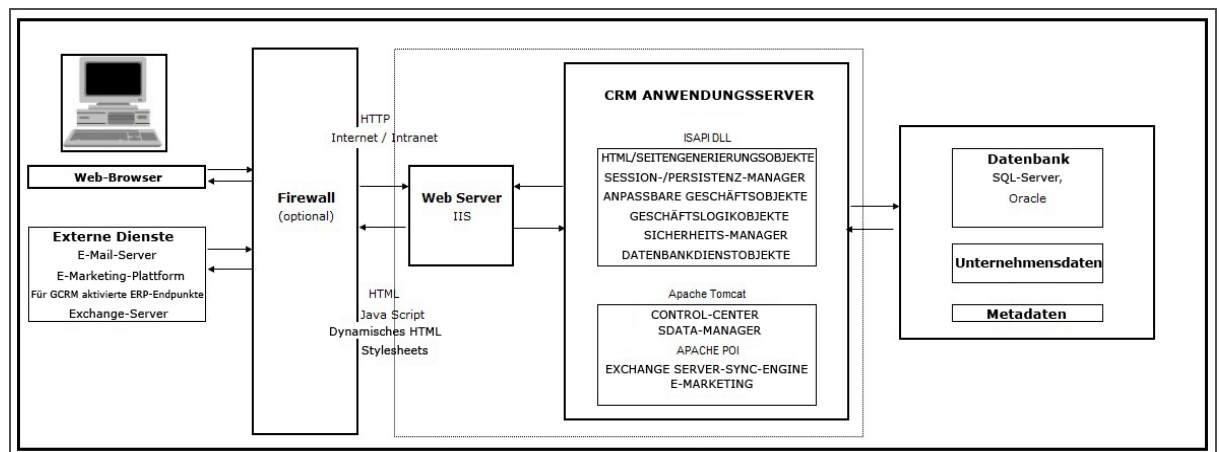 Web-Browser
Externe Dienste
E-Mail-Server
E-Marketing-Plattform
Für GCRM aktivierte ERP-Endpunkte
Exchange-Server
Firewall
(optional)
HTTP
Internet / Intranet
HTML
Java Script
Dynamisches HTML
Stylesheets
Web Server
IIS
CRM ANWENDUNGSSERVER
ISAPI DLL
HTML/SEITENGENERIERUNGSOBJEKTE
SESSION-/PERSISTENZ-MANAGER
ANPASSBARE GESCHÄFTSOBJEKTE
GESCHÄFTSLOGIKOBJEKTE
SICHERHEITS-MANAGER
DATENBANKDIENSTOBJEKTE
Apache Tomcat
CONTROL-CENTER
SDATA-MANAGER
APACHE POI
EXCHANGE SERVER-SYNC-ENGINE
E-MARKETING
Datenbank
SQL-Server,
Oracle
Unternehmensdaten
Metadaten